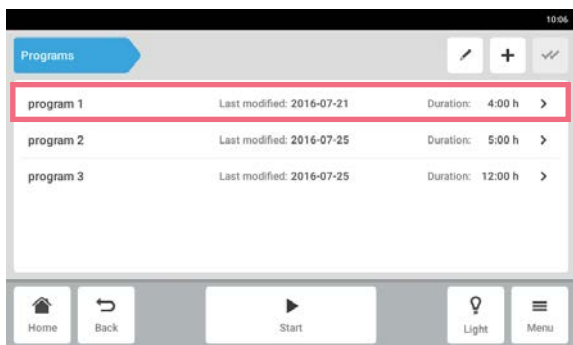 10:06
Programs
program 1 Last modified: 2016-07-21 Duration: 4:00 h
program 2 Last modified: 2016-07-25 Duration: 5:00 h
program 3 Last modified: 2016-07-25 Duration: 12:00 h
Home Back Start Light Menu